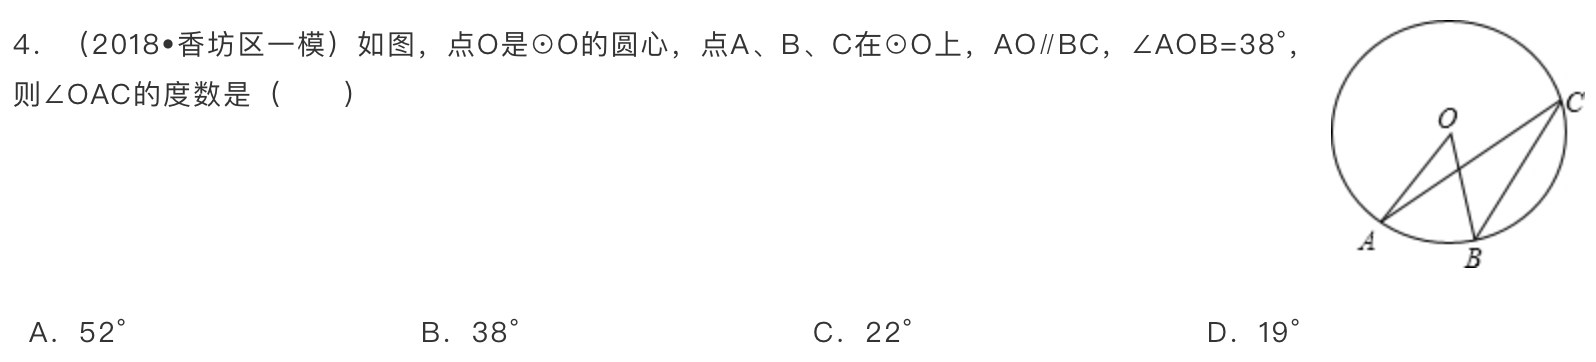 4. （2018•香坊区一模）如图，点O是⊙O的圆心，点A、B、C在⊙O上，AO∥BC，∠AOB=38°，
则∠OAC的度数是（　　）
O
C
A
B
A. 52°
B. 38°
C. 22°
D. 19°